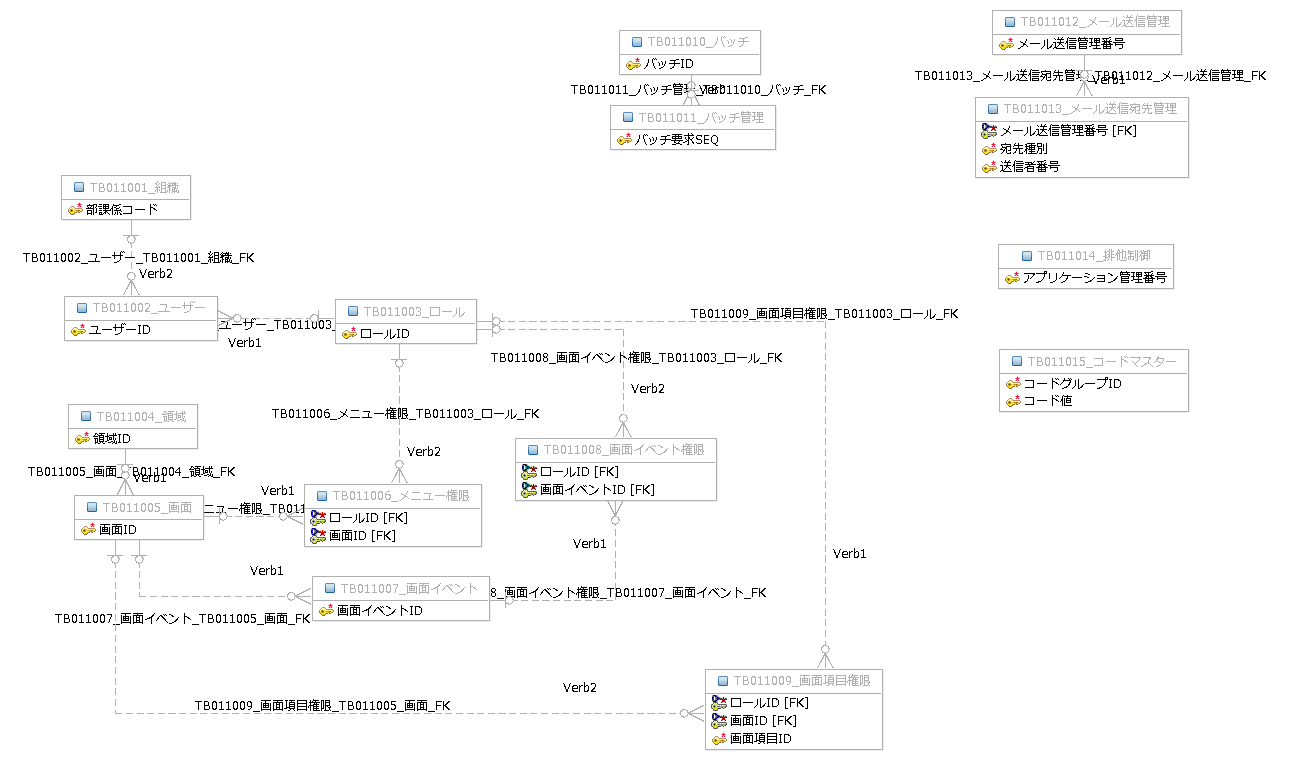 TB011010_バッチ
バッチID
TB011011_バッチ管理_TB011010_バッチ_FK
TB011011_バッチ管理
バッチ要求SEQ
TB011012_メール送信管理
メール送信管理番号
TB011013_メール送信宛先管理_TB011012_メール送信管理_FK
Verb1
TB011013_メール送信宛先管理
メール送信管理番号 [FK]
宛先種別
送信者番号
TB011001_組織
部課係コード
TB011002_ユーザー_TB011001_組織_FK
Verb2
TB011002_ユーザー
ユーザーID
ユーザー_TB011003_
Verb1
TB011003_ロール
ロールID
TB011014_排他制御
アプリケーション管理番号
TB011009_画面項目権限_TB011003_ロール_FK
TB011008_画面イベント権限_TB011003_ロール_FK
Verb2
TB011015_コードマスター
コードグループID
コード値
TB011006_メニュー権限_TB011003_ロール_FK
Verb2
TB011004_領域
領域ID
TB011005_画面_TB011004_領域_FK
Verb1
TB011005_画面
画面ID
Verb1
ニュー権限_TB011
TB011006_メニュー権限
ロールID [FK]
画面ID [FK]
TB011008_画面イベント権限
ロールID [FK]
画面イベントID [FK]
Verb1
Verb1
Verb1
TB011007_画面イベント
画面イベントID
8_画面イベント権限_TB011007_画面イベント_FK
TB011007_画面イベント_TB011005_画面_FK
Verb2
TB011009_画面項目権限_TB011005_画面_FK
TB011009_画面項目権限
ロールID [FK]
画面ID [FK]
画面項目ID